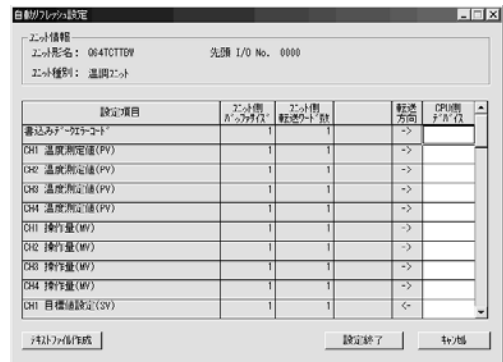 自動リフレッシュ設定
ユニット情報
ユニット形名： Q64TCTTBW 先頭 I/O No. 0000
ユニット種別： 温調ユニット
設定項目 ユニット側 ユニット側 転送 CPU側
バッファサイズ 転送ワード数 方向 デバイス
書込みデータエラーコード 1 1 ->
CH1 温度測定値(PV) 1 1 ->
CH2 温度測定値(PV) 1 1 ->
CH3 温度測定値(PV) 1 1 ->
CH4 温度測定値(PV) 1 1 ->
CH1 操作量(MV) 1 1 ->
CH2 操作量(MV) 1 1 ->
CH3 操作量(MV) 1 1 ->
CH4 操作量(MV) 1 1 ->
CH1 目標値設定(SV) 1 1 <-
テキストファイル作成 設定終了 キャンセル